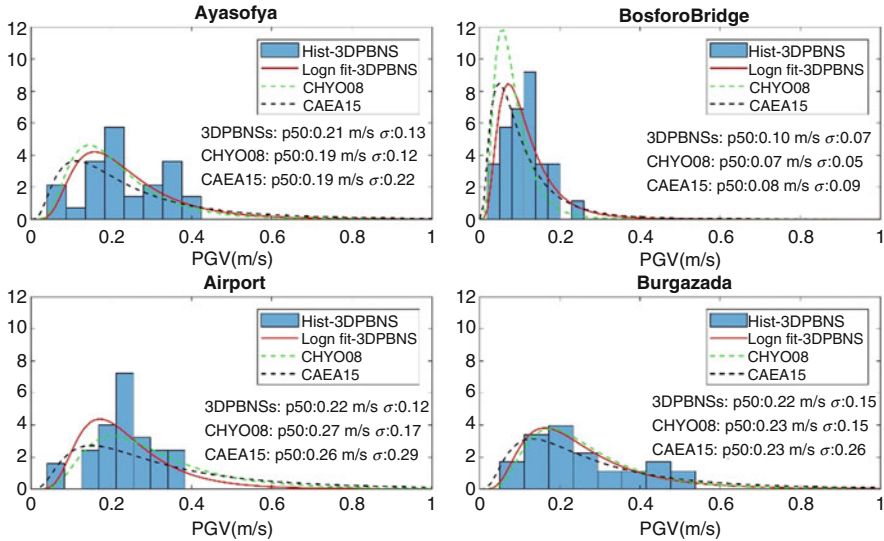 Ayasofya
12
10
8
6
4
2
0
Hist-3DPBNS
Logn fit-3DPBNS
CHYO08
CAEA15
3DPBNSs: p50:0.21 m/s σ:0.13
CHYO08: p50:0.19 m/s σ:0.12
CAEA15: p50:0.19 m/s σ:0.22
0 0.2 0.4 0.6 0.8 1
PGV(m/s)
BosforoBridge
12
10
8
6
4
2
0
Hist-3DPBNS
Logn fit-3DPBNS
CHYO08
CAEA15
3DPBNSs: p50:0.10 m/s σ:0.07
CHYO08: p50:0.07 m/s σ:0.05
CAEA15: p50:0.08 m/s σ:0.09
0 0.2 0.4 0.6 0.8 1
PGV(m/s)
Airport
12
10
8
6
4
2
0
Hist-3DPBNS
Logn fit-3DPBNS
CHYO08
CAEA15
3DPBNSs: p50:0.22 m/s σ:0.12
CHYO08: p50:0.27 m/s σ:0.17
CAEA15: p50:0.26 m/s σ:0.29
0 0.2 0.4 0.6 0.8 1
PGV(m/s)
Burgazada
12
10
8
6
4
2
0
Hist-3DPBNS
Logn fit-3DPBNS
CHYO08
CAEA15
3DPBNSs: p50:0.22 m/s σ:0.15
CHYO08: p50:0.23 m/s σ:0.15
CAEA15: p50:0.23 m/s σ:0.26
0 0.2 0.4 0.6 0.8 1
PGV(m/s)